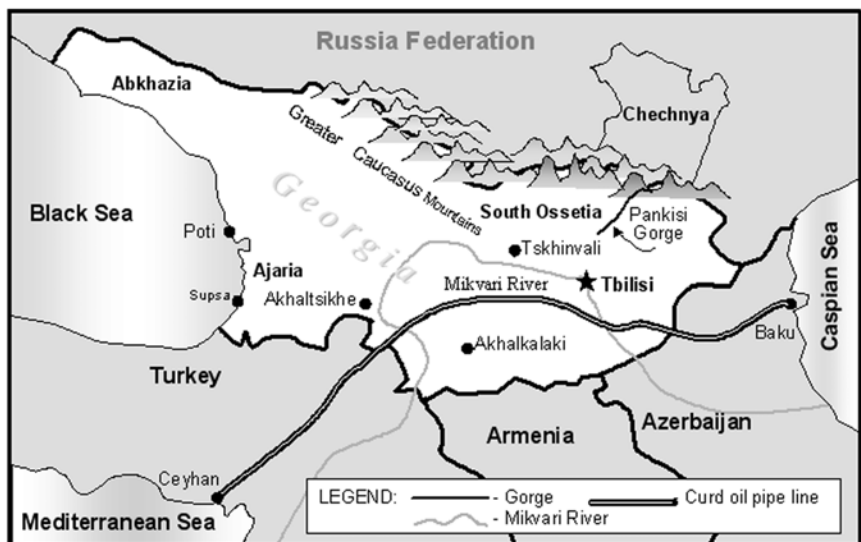 Russia Federation
Abkhazia
Chechnya
Greater Caucasus Mountains
Georgia
Black Sea
South Ossetia
Pankisi
Gorge
Poti
Tskhinvali
Caspian Sea
Ajaria
Mikvari River
Tbilisi
Supsa
Akhaltsikhe
Baku
Akhalkalaki
Turkey
Azerbaijan
Armenia
Ceyhan
LEGEND:
- Gorge
Curd oil pipe line
- Mikvari River
Mediterranean Sea